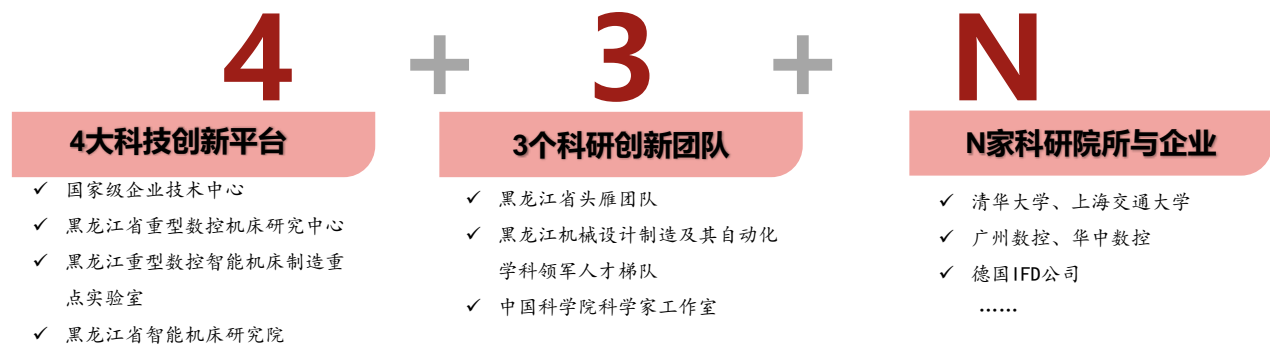 4 + 3 + N
4大科技创新平台
✓ 国家级企业技术中心
✓ 黑龙江省重型数控机床研究中心
✓ 黑龙江重型数控智能机床制造重
点实验室
✓ 黑龙江省智能机床研究院
3个科研创新团队
✓ 黑龙江省头雁团队
✓ 黑龙江机械设计制造及其自动化
学科领军人才梯队
✓ 中国科学院科学家工作室
N家科研院所与企业
✓ 清华大学、上海交通大学
✓ 广州数控、华中数控
✓ 德国IFD公司
……